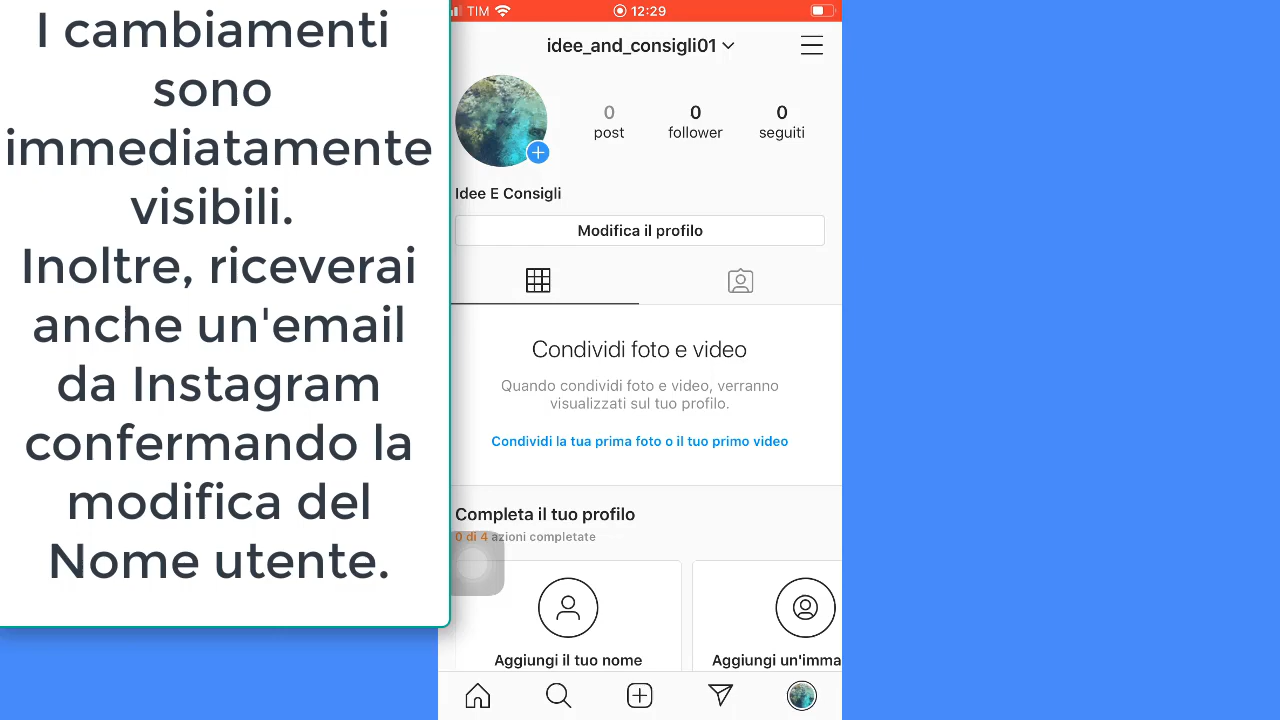 I cambiamenti
sono
immediatamente
visibili.
Inoltre, riceverai
anche un'email
da Instagram
confermando la
modifica del
Nome utente.
TIM 12:29
idee_and_consigli01
0 0 0
post follower seguiti
Idee E Consigli
Modifica il profilo
Condividi foto e video
Quando condividi foto e video, verranno
visualizzati sul tuo profilo.
Condividi la tua prima foto o il tuo primo video
Completa il tuo profilo
0 di 4 azioni completate
Aggiungi il tuo nome Aggiungi un'imma